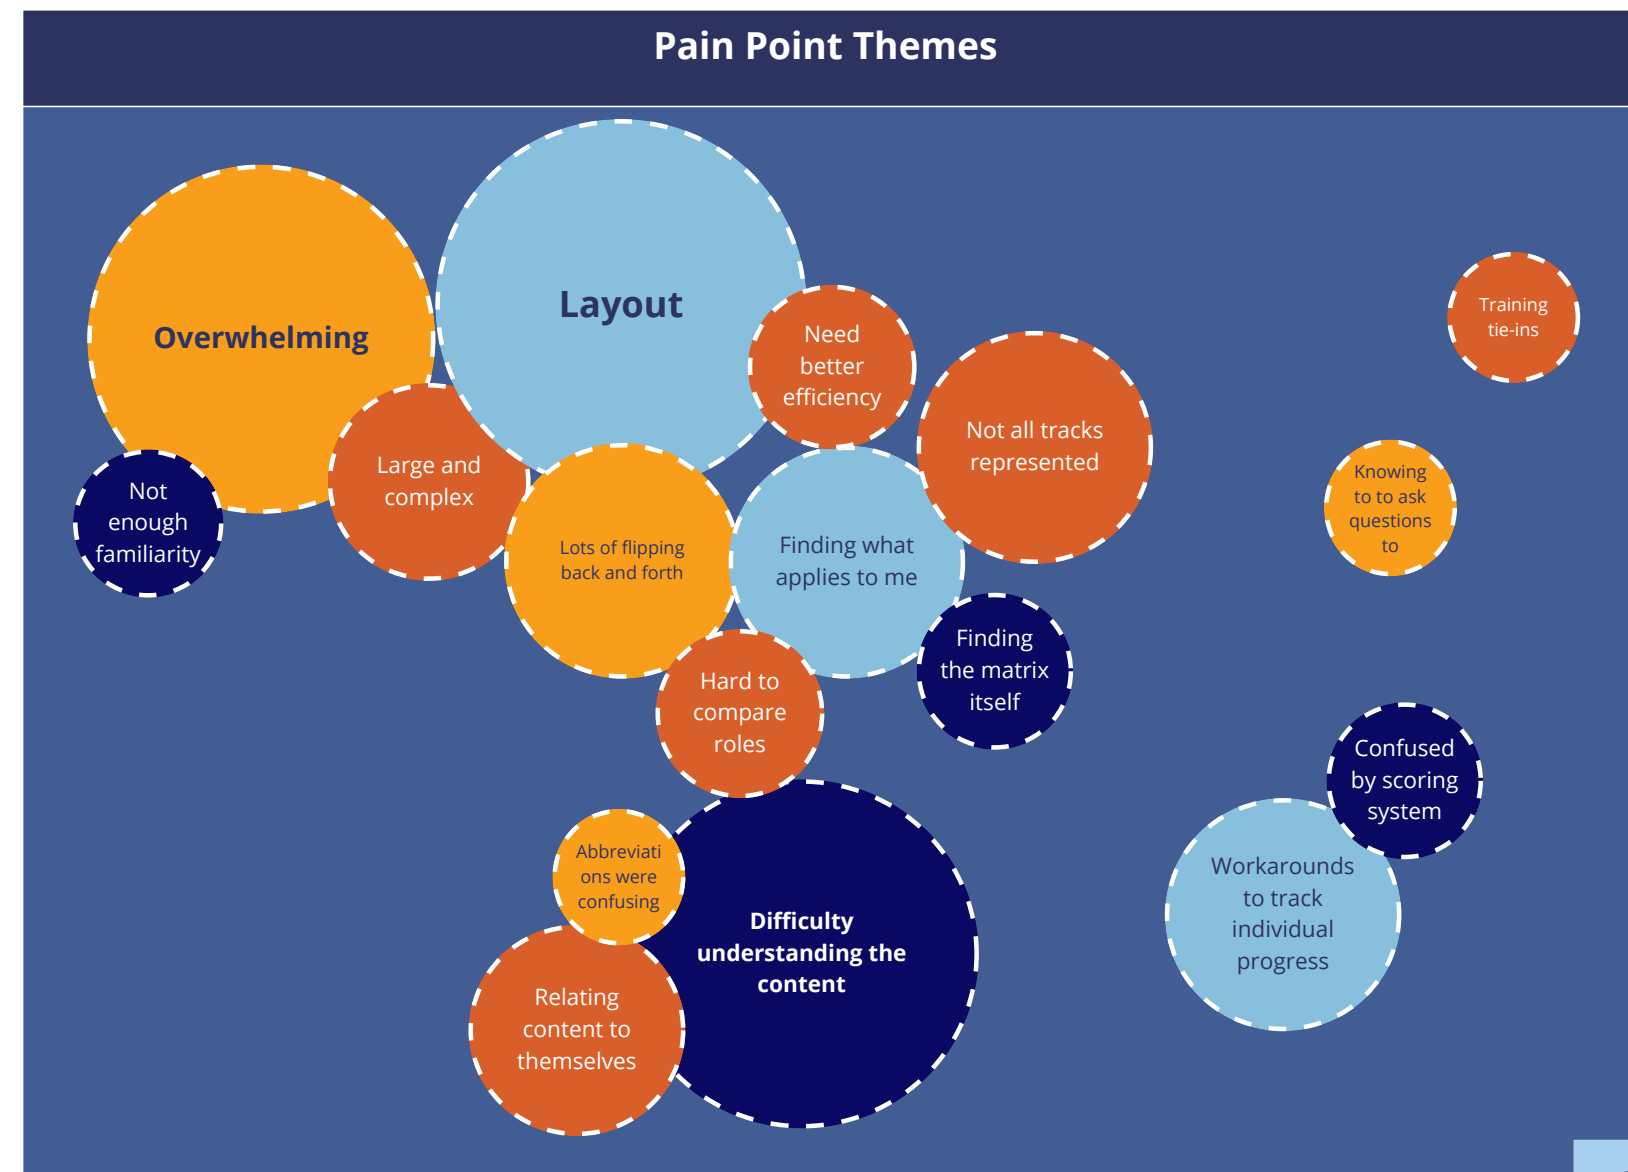 Pain Point Themes
Overwhelming
Layout
Need
better
efficiency
Not all tracks
represented
Training
tie-ins
Large and
complex
Not
enough
familiarity
Lots of flipping
back and forth
Finding what
applies to me
Knowing
to to ask
questions
to
Finding
the matrix
itself
Hard to
compare
roles
Confused
by scoring
system
Abbreviati
ons were
confusing
Difficulty
understanding the
content
Workarounds
to track
individual
progress
Relating
content to
themselves